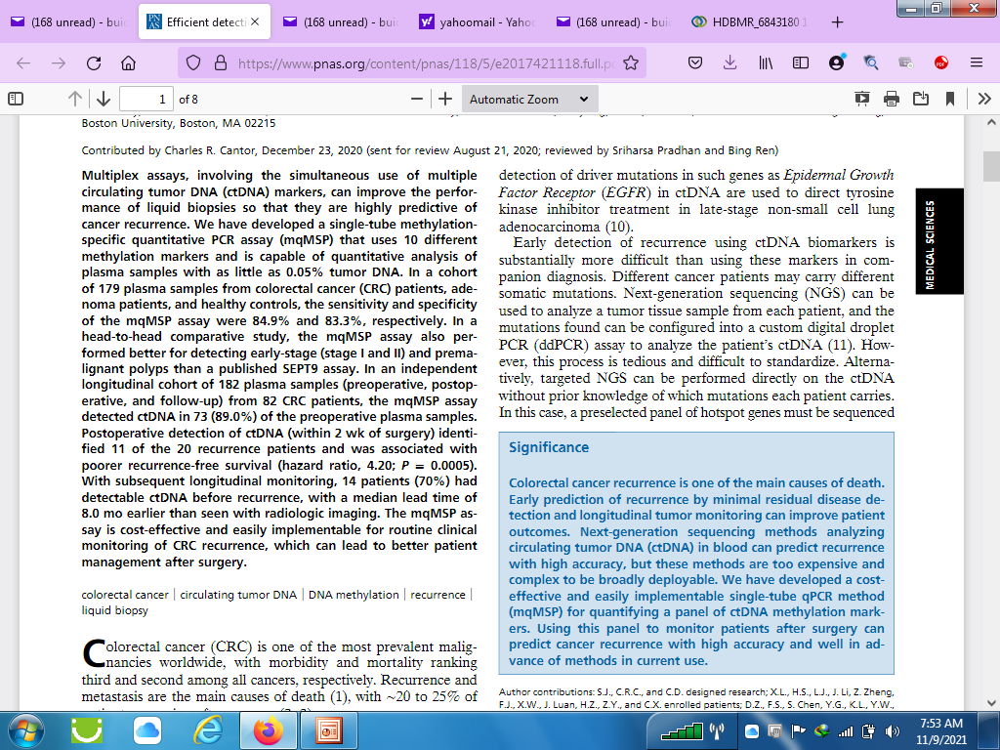 (168 unread) - bui
Efficient detecti
(168 unread) - bui
yahoomail - Yahoo
(168 unread) - bui
HDBMR_6843180 1
https://www.pnas.org/content/pnas/118/5/e2017421118.full.p
1 of 8
Automatic Zoom
Boston University, Boston, MA 02215
Contributed by Charles R. Cantor, December 23, 2020 (sent for review August 21, 2020; reviewed by Sriharsa Pradhan and Bing Ren)
Multiplex assays, involving the simultaneous use of multiple
circulating tumor DNA (ctDNA) markers, can improve the perfor-
mance of liquid biopsies so that they are highly predictive of
cancer recurrence. We have developed a single-tube methylation-
specific quantitative PCR assay (mqMSP) that uses 10 different
methylation markers and is capable of quantitative analysis of
plasma samples with as little as 0.05% tumor DNA. In a cohort
of 179 plasma samples from colorectal cancer (CRC) patients, ade-
noma patients, and healthy controls, the sensitivity and specificity
of the mqMSP assay were 84.9% and 83.3%, respectively. In a
head-to-head comparative study, the mqMSP assay also per-
formed better for detecting early-stage (stage I and II) and prema-
lignant polyps than a published SEPT9 assay. In an independent
longitudinal cohort of 182 plasma samples (preoperative, postop-
erative, and follow-up) from 82 CRC patients, the mqMSP assay
detected ctDNA in 73 (89.0%) of the preoperative plasma samples.
Postoperative detection of ctDNA (within 2 wk of surgery) identi-
fied 11 of the 20 recurrence patients and was associated with
poorer recurrence-free survival (hazard ratio, 4.20; P = 0.0005).
With subsequent longitudinal monitoring, 14 patients (70%) had
detectable ctDNA before recurrence, with a median lead time of
8.0 mo earlier than seen with radiologic imaging. The mqMSP as-
say is cost-effective and easily implementable for routine clinical
monitoring of CRC recurrence, which can lead to better patient
management after surgery.
colorectal cancer | circulating tumor DNA | DNA methylation | recurrence |
liquid biopsy
Colorectal cancer (CRC) is one of the most prevalent malig-
nancies worldwide, with morbidity and mortality ranking
third and second among all cancers, respectively. Recurrence and
metastasis are the main causes of death (1), with ~20 to 25% of
detection of driver mutations in such genes as Epidermal Growth
Factor Receptor (EGFR) in ctDNA are used to direct tyrosine
kinase inhibitor treatment in late-stage non-small cell lung
adenocarcinoma (10).
Early detection of recurrence using ctDNA biomarkers is
substantially more difficult than using these markers in com-
panion diagnosis. Different cancer patients may carry different
somatic mutations. Next-generation sequencing (NGS) can be
used to analyze a tumor tissue sample from each patient, and the
mutations found can be configured into a custom digital droplet
PCR (ddPCR) assay to analyze the patient's ctDNA (11). How-
ever, this process is tedious and difficult to standardize. Alterna-
tively, targeted NGS can be performed directly on the ctDNA
without prior knowledge of which mutations each patient carries.
In this case, a preselected panel of hotspot genes must be sequenced
Significance
Colorectal cancer recurrence is one of the main causes of death.
Early prediction of recurrence by minimal residual disease de-
tection and longitudinal tumor monitoring can improve patient
outcomes. Next-generation sequencing methods analyzing
circulating tumor DNA (ctDNA) in blood can predict recurrence
with high accuracy, but these methods are too expensive and
complex to be broadly deployable. We have developed a cost-
effective and easily implementable single-tube qPCR method
(mqMSP) for quantifying a panel of ctDNA methylation mark-
ers. Using this panel to monitor patients after surgery can
predict cancer recurrence with high accuracy and well in ad-
vance of methods in current use.
Author contributions: S.J., C.R.C., and C.D. designed research; X.L., H.S., L.J., J. Li, Z. Zheng,
F.J., X.W., J. Luan, H.Z., Z.Y., and C.X. enrolled patients; D.Z., F.S., S. Chen, Y.G., K.L., Y.W.,
MEDICAL SCIENCES
7:53 AM
11/9/2021